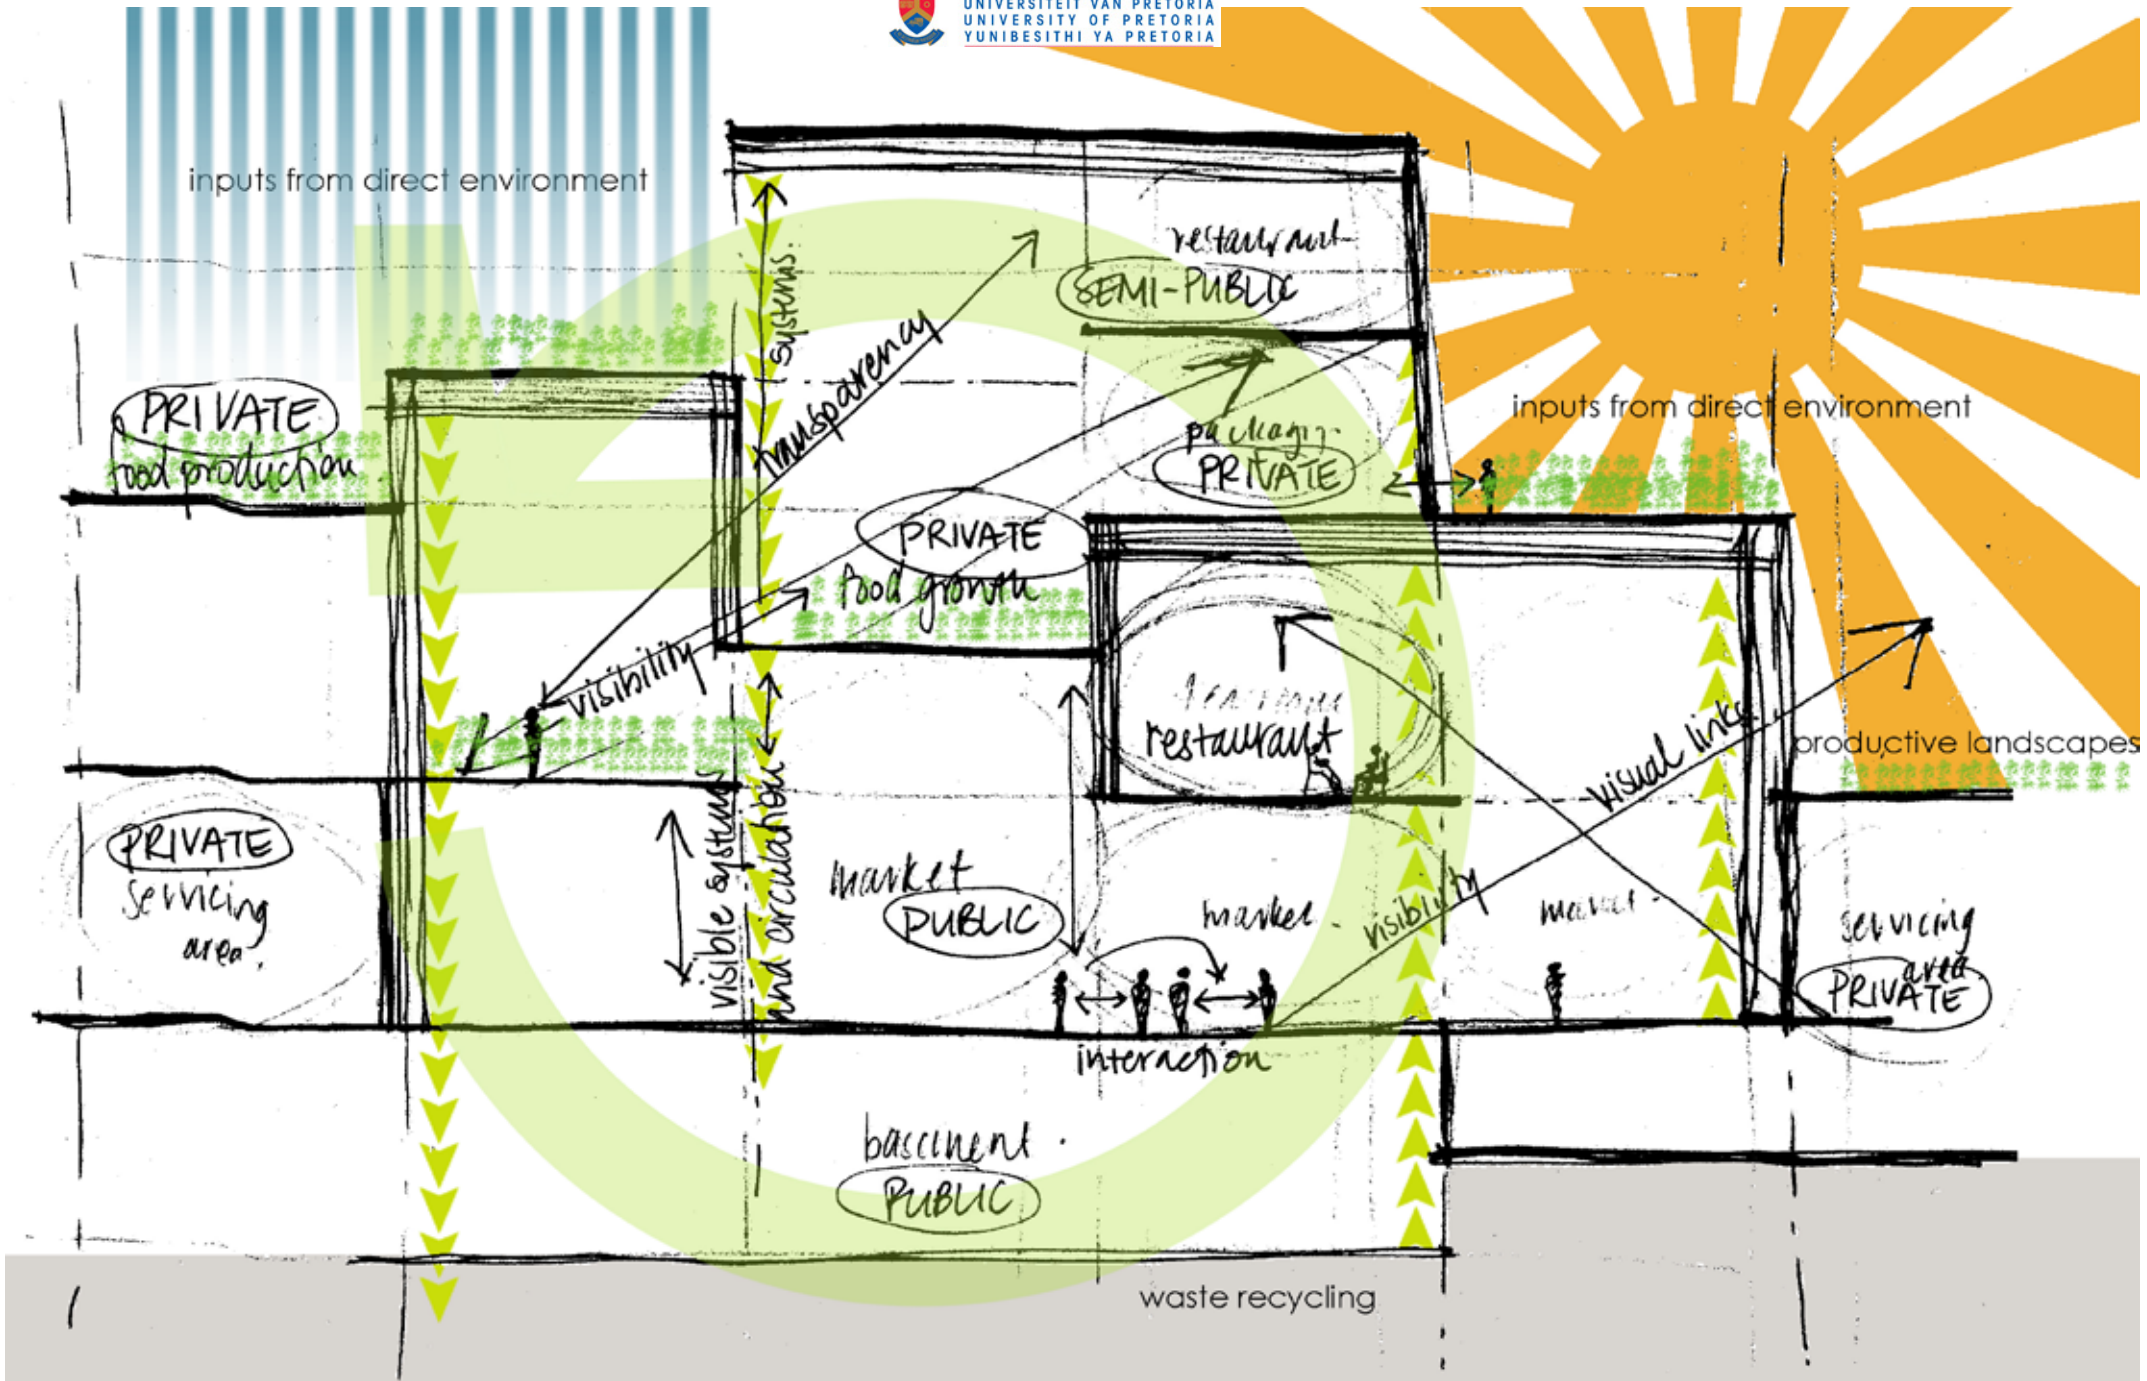 UNIVERSITEIT VAN PRETORIA
UNIVERSITY OF PRETORIA
YUNIBESITHI YA PRETORIA
inputs from direct environment
restaurant
SEMI-PUBLIC
systems.
transparency
PRIVATE
food production
inputs from direct environment
packagin.
PRIVATE
PRIVATE
food growth
visibility
restaurant
visual links
productive landscapes
PRIVATE
servicing
area.
visible systems
and circulation
market
PUBLIC
market.
visibility
servicing
area
PRIVATE
interaction
basement.
PUBLIC
waste recycling